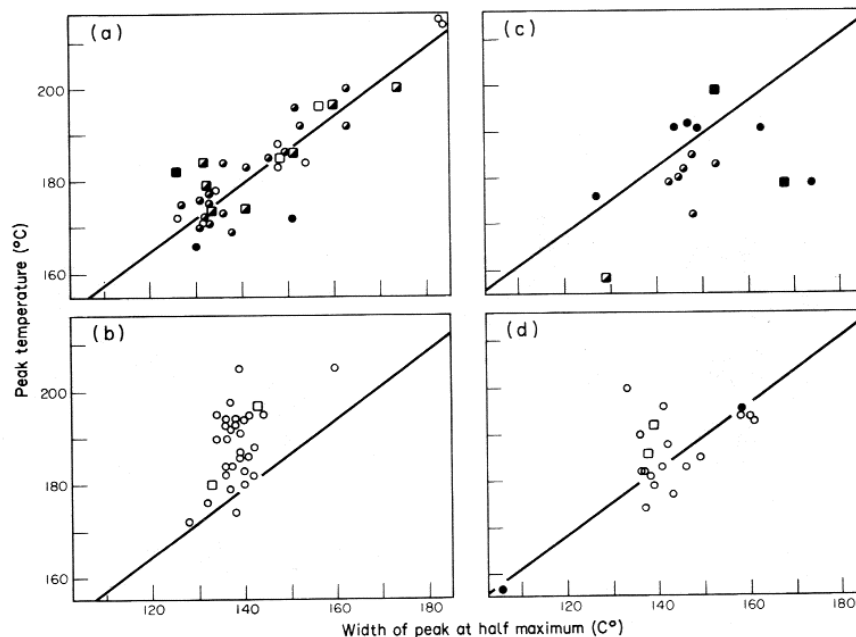 (a)
(c)
200
180
160
Peak temperature (°C)
(b)
(d)
200
180
160
120 140 160 180 120 140 160 180
Width of peak at half maximum (C°)